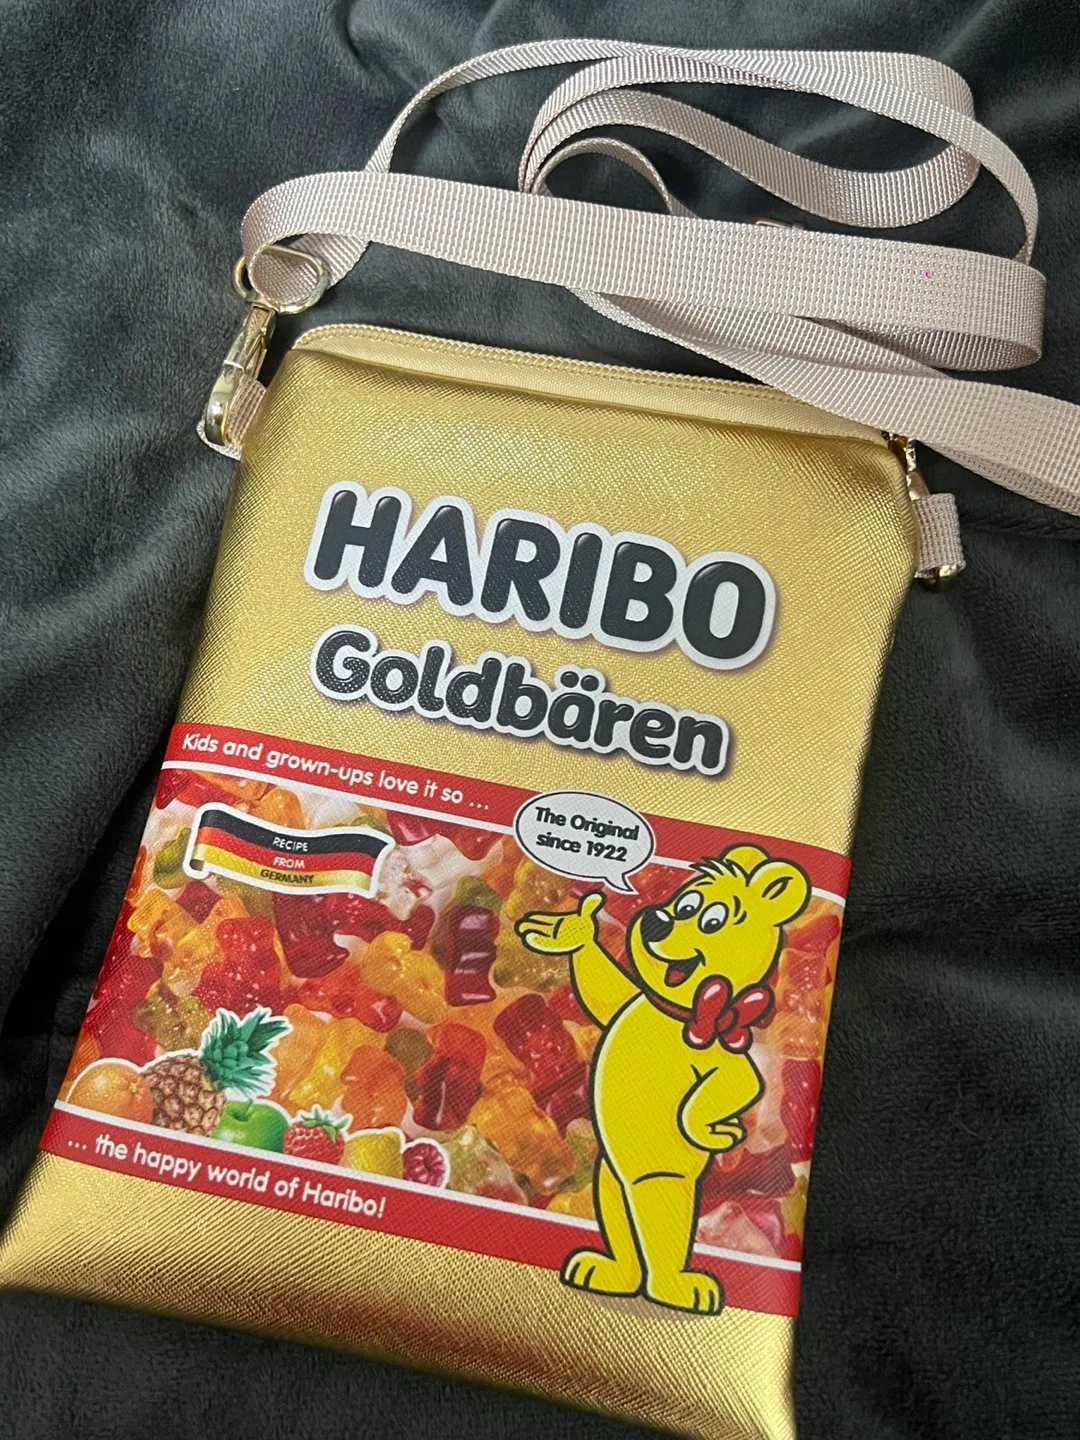 HARIBO
Goldbären
Kids and grown-ups love it so ...
The Original
since 1922
RECIPE
FROM
GERMANY
... the happy world of Haribo!